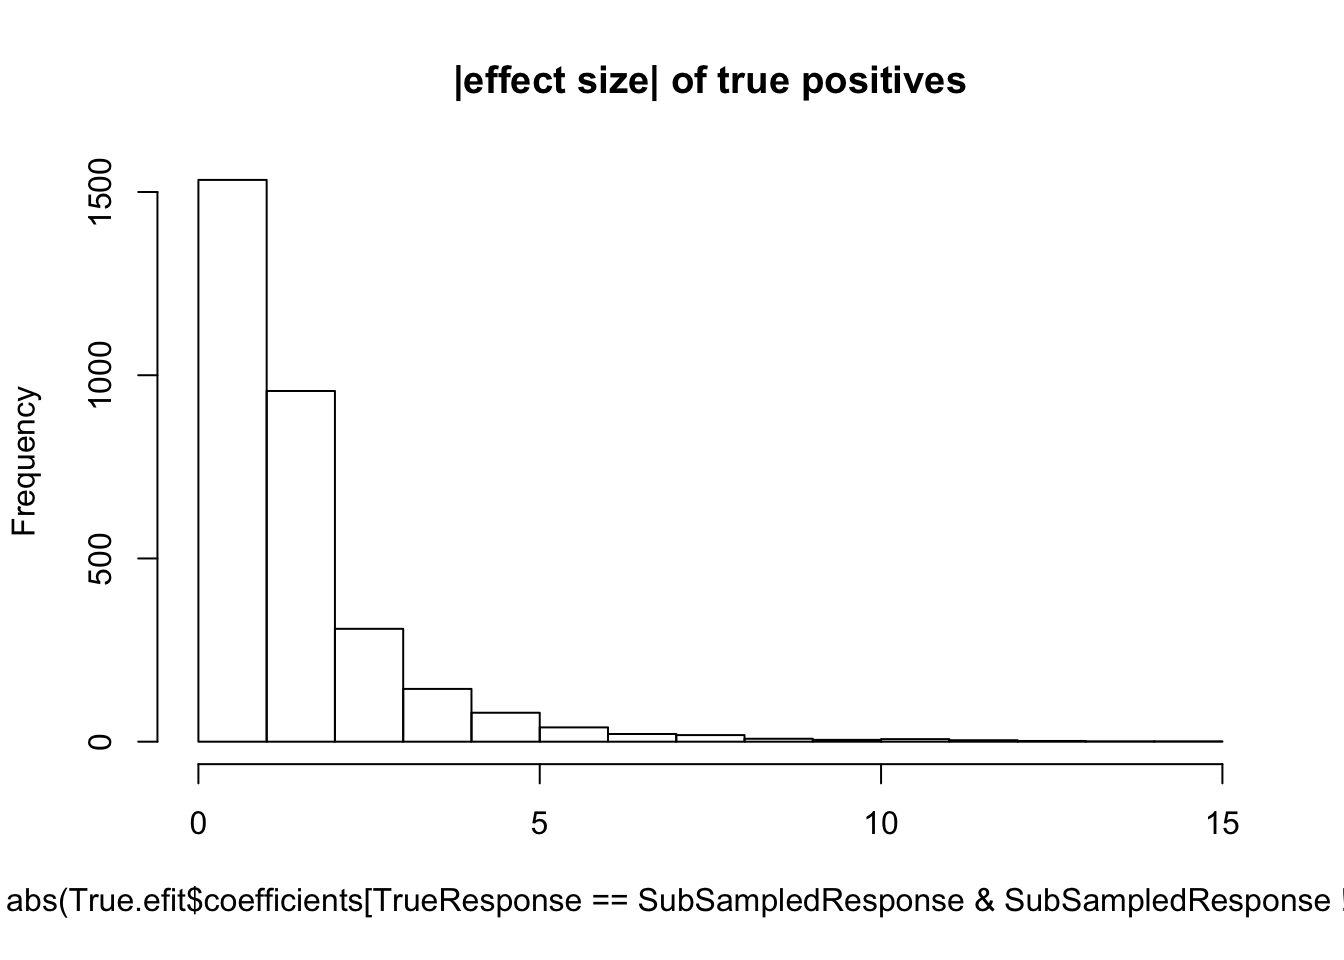 |effect size| of true positives
1500
1000
500
0
Frequency
0 5 10 15
abs(True.efit$coefficients[TrueResponse == SubSampledResponse & SubSampledResponse !